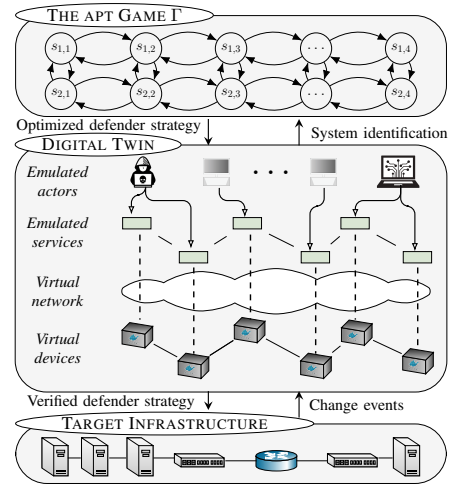 THE APT GAME Γ
s1,1 s1,2 s1,3 ... s1,4
s2,1 s2,2 s2,3 ... s2,4
Optimized defender strategy
System identification
DIGITAL TWIN
Emulated
actors
Emulated
services
Virtual
network
Virtual
devices
Verified defender strategy
Change events
TARGET INFRASTRUCTURE